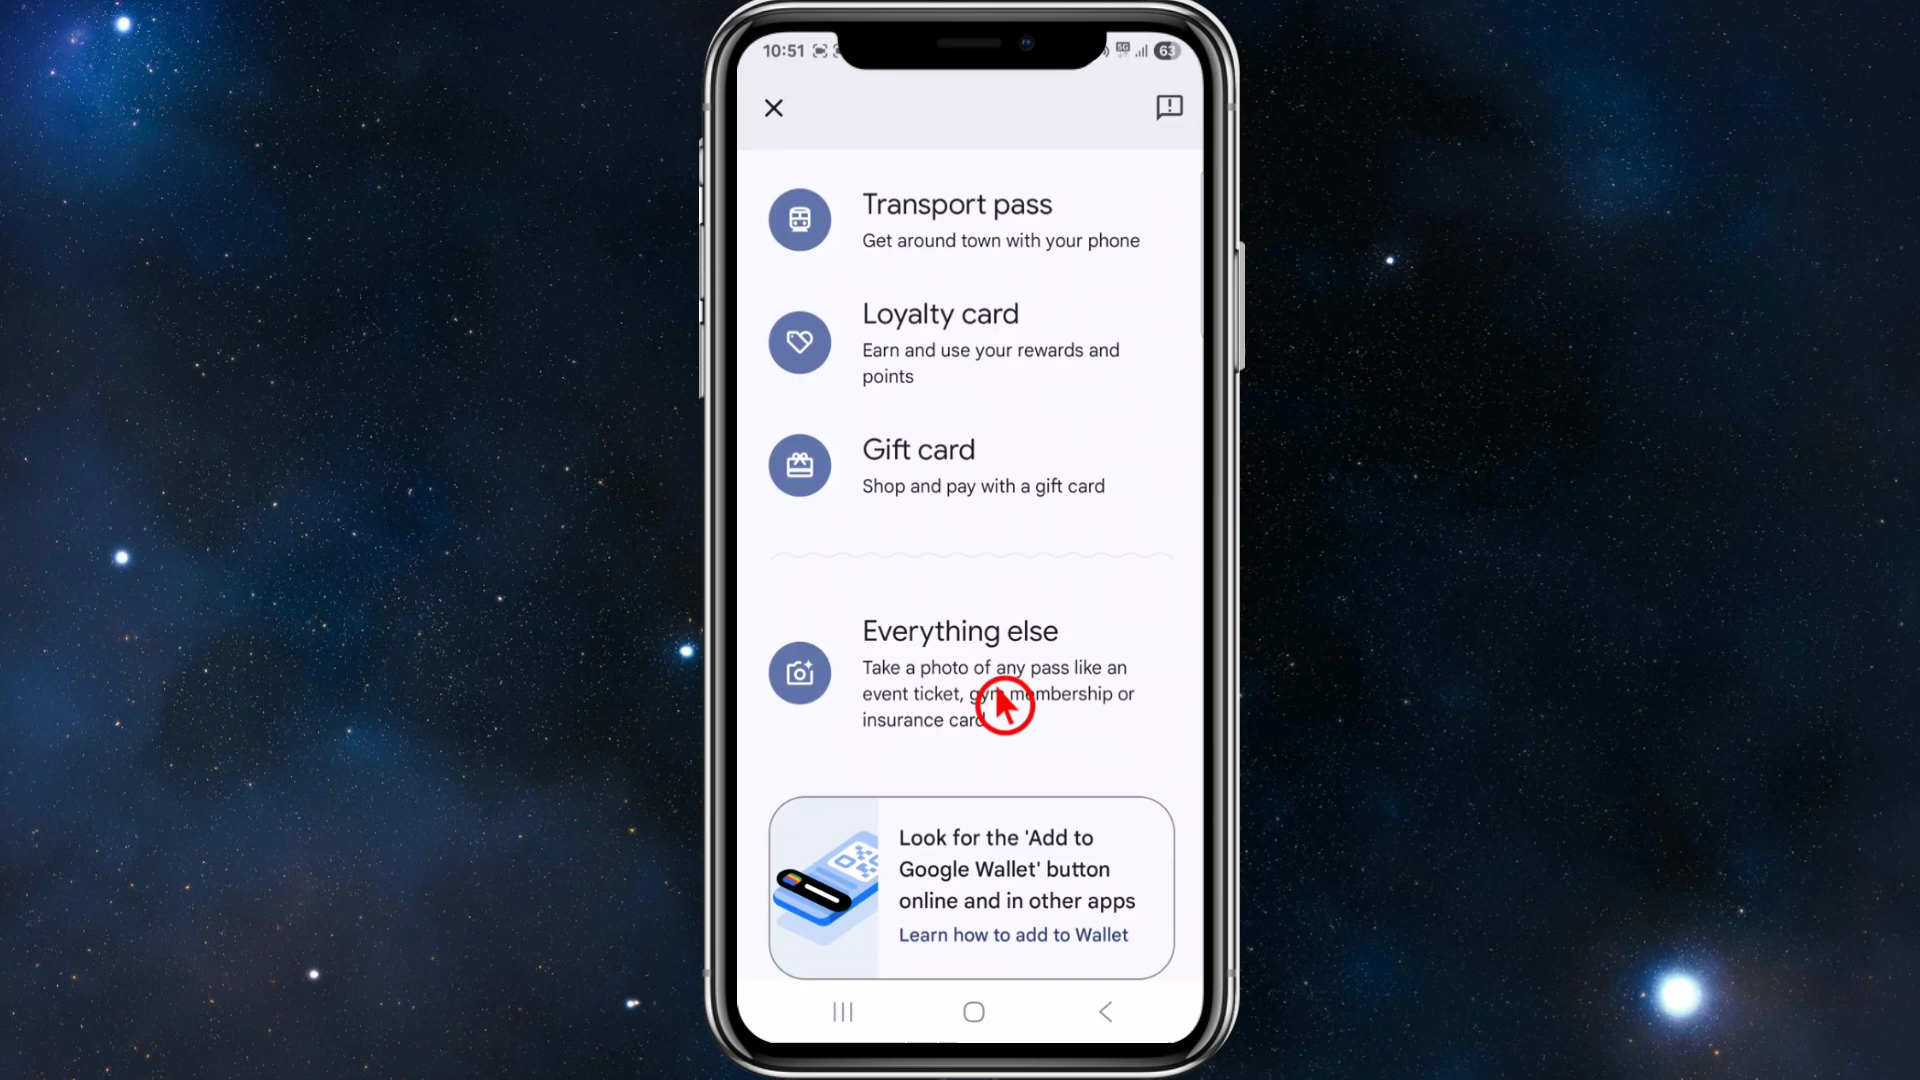 10:51
5G
63
Transport pass
Get around town with your phone
Loyalty card
Earn and use your rewards and
points
Gift card
Shop and pay with a gift card
Everything else
Take a photo of any pass like an
event ticket, gym membership or
insurance card
Look for the 'Add to
Google Wallet' button
online and in other apps
Learn how to add to Wallet